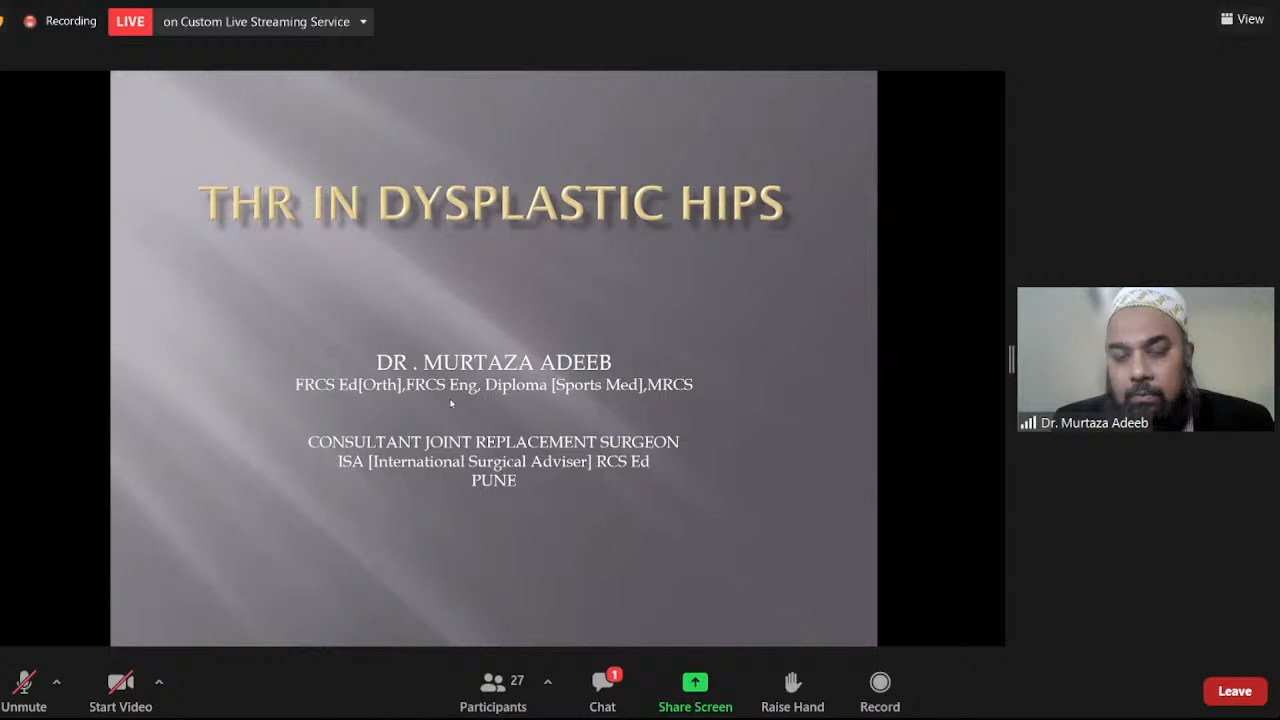 Recording
LIVE on Custom Live Streaming Service
View
THR IN DYSPLASTIC HIPS
DR . MURTAZA ADEEB
FRCS Ed[Orth],FRCS Eng, Diploma [Sports Med],MRCS
CONSULTANT JOINT REPLACEMENT SURGEON
ISA [International Surgical Adviser] RCS Ed
PUNE
Dr. Murtaza Adeeb
Unmute
Start Video
27
Participants
1
Chat
Share Screen
Raise Hand
Record
Leave